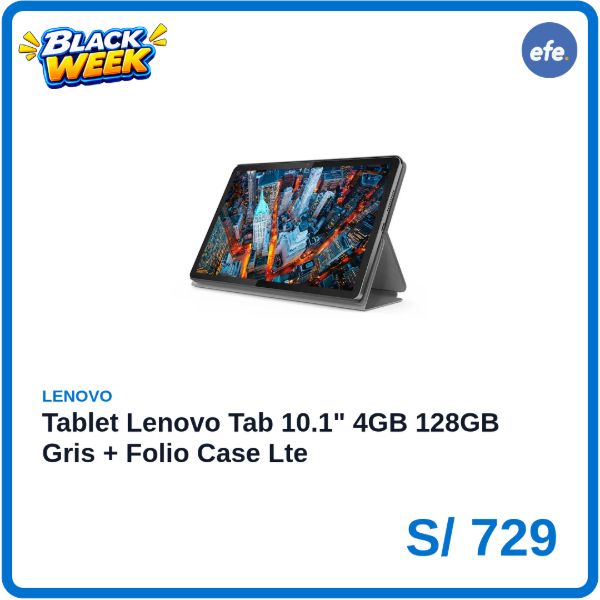 BLACK
WEEK
efe.
LENOVO
Tablet Lenovo Tab 10.1" 4GB 128GB
Gris + Folio Case Lte
S/ 729